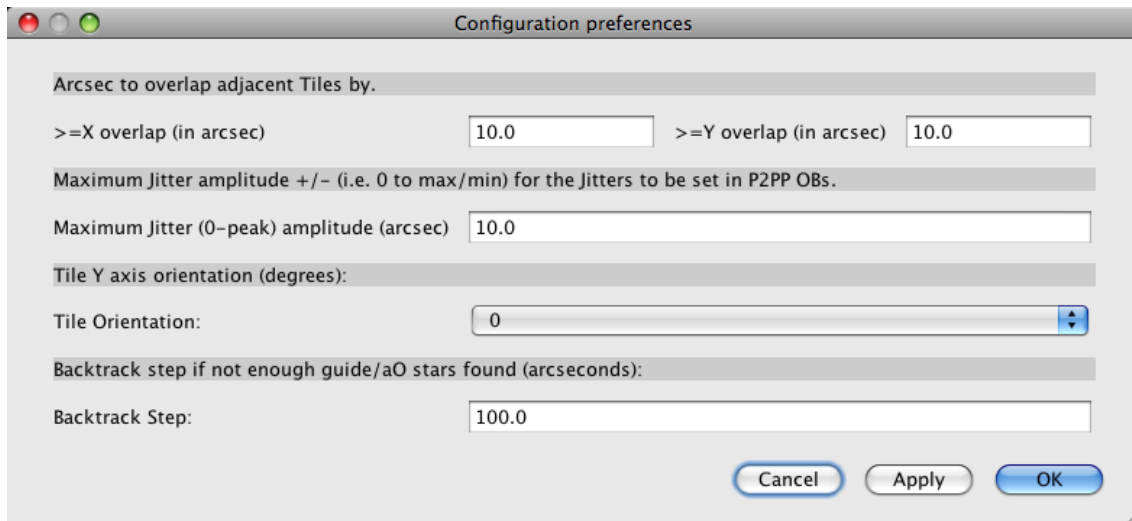 Configuration preferences
Arcsec to overlap adjacent Tiles by.
>=X overlap (in arcsec) 10.0 >=Y overlap (in arcsec) 10.0
Maximum Jitter amplitude +/- (i.e. 0 to max/min) for the Jitters to be set in P2PP OBs.
Maximum Jitter (0-peak) amplitude (arcsec) 10.0
Tile Y axis orientation (degrees):
Tile Orientation: 0
Backtrack step if not enough guide/aO stars found (arcseconds):
Backtrack Step: 100.0
Cancel Apply OK